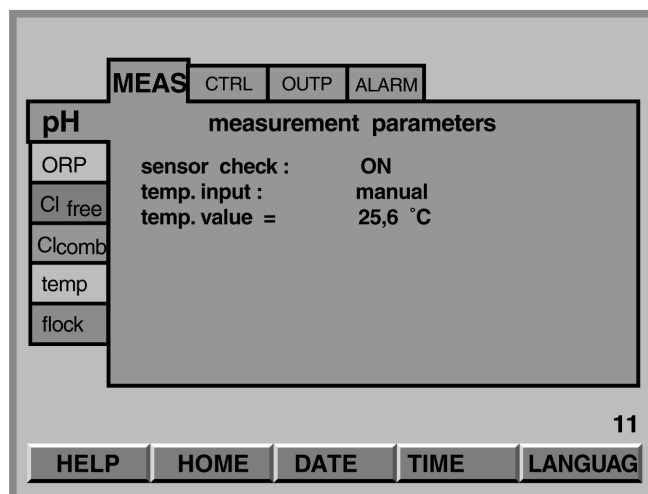 MEAS CTRL OUTP ALARM
pH measurement parameters
ORP sensor check : ON
Cl free temp. input : manual
Clcomb temp. value = 25,6 °C
temp
flock
11
HELP HOME DATE TIME LANGUAG